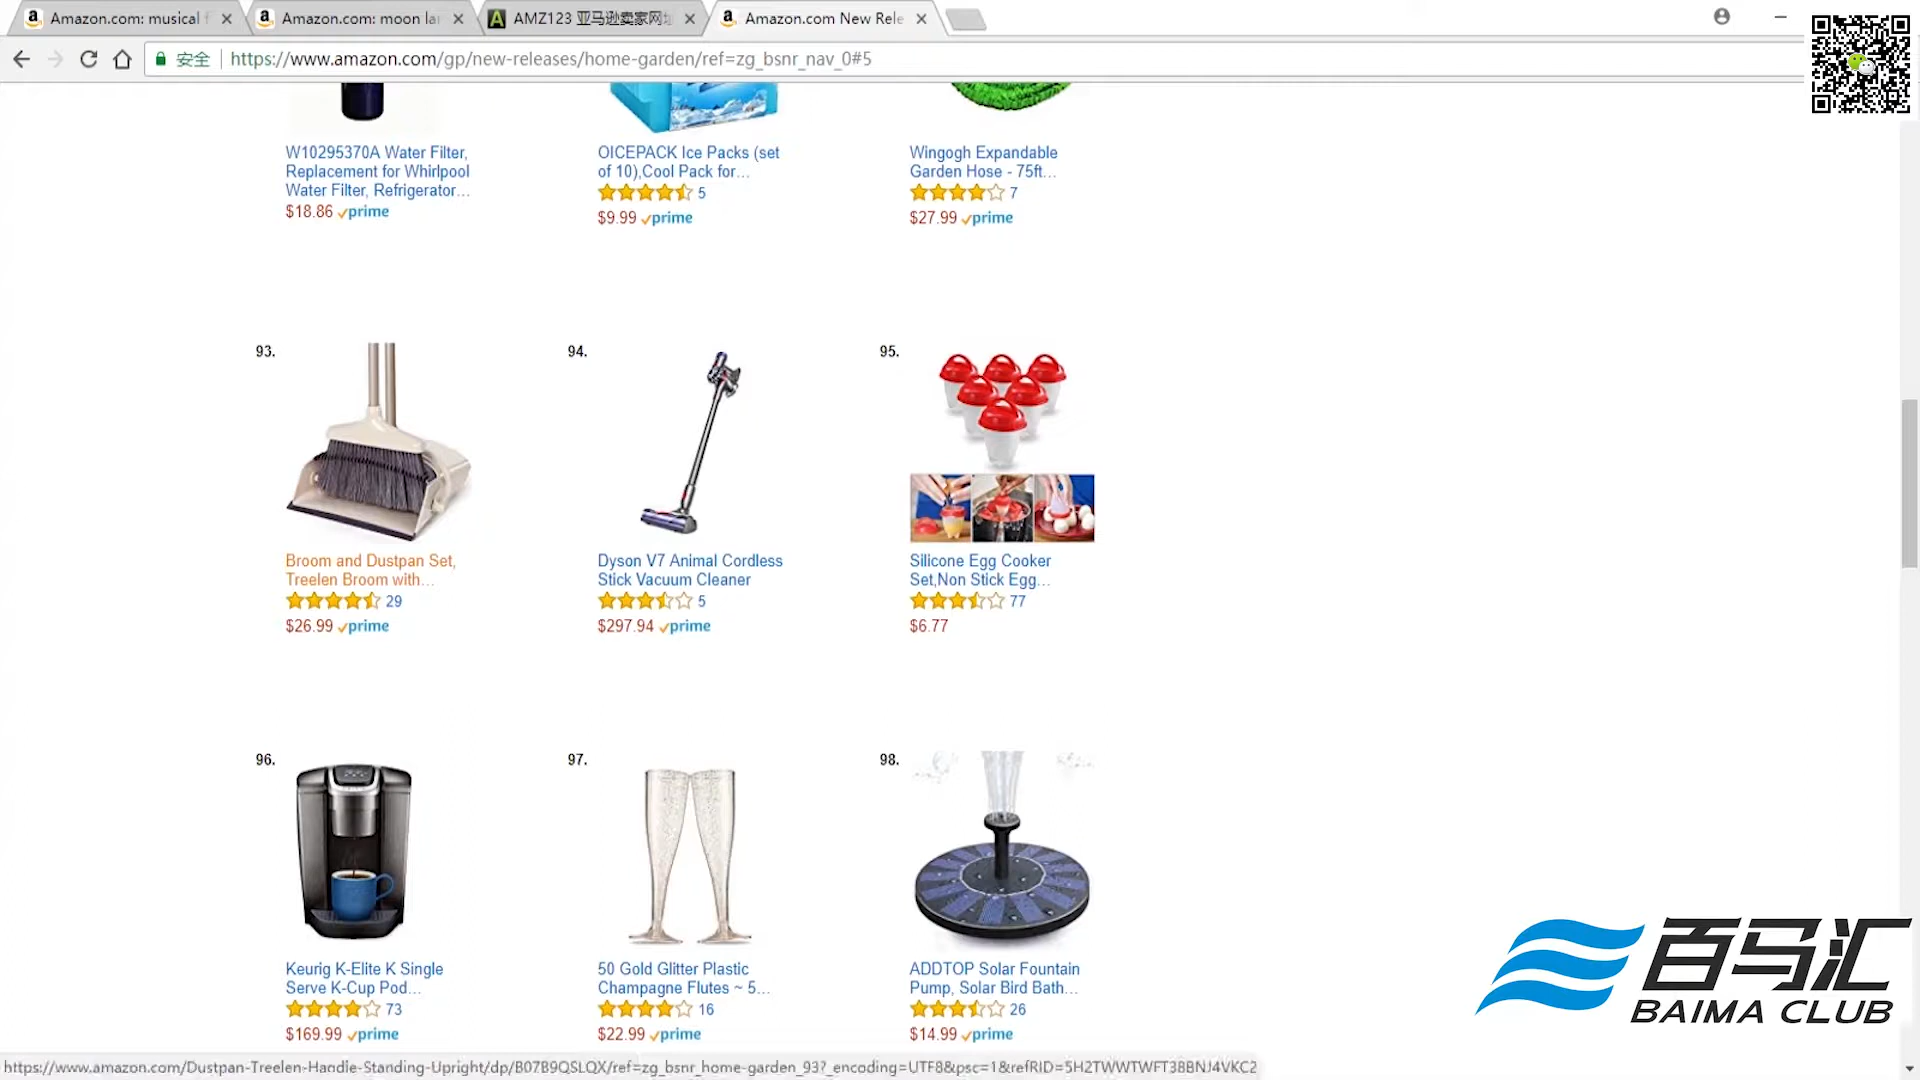 Amazon.com: musical f
Amazon.com: moon la
AMZ123 亚马逊卖家网
Amazon.com New Rele
安全
https://www.amazon.com/gp/new-releases/home-garden/ref=zg_bsnr_nav_0#5
W10295370A Water Filter,
Replacement for Whirlpool
Water Filter, Refrigerator…
$18.86 prime
OICEPACK Ice Packs (set
of 10),Cool Pack for…
5
$9.99 prime
Wingogh Expandable
Garden Hose - 75ft…
7
$27.99 prime
93.
Broom and Dustpan Set,
Treelen Broom with…
29
$26.99 prime
94.
Dyson V7 Animal Cordless
Stick Vacuum Cleaner
5
$297.94 prime
95.
Silicone Egg Cooker
Set,Non Stick Egg…
77
$6.77
96.
Keurig K-Elite K Single
Serve K-Cup Pod…
73
$169.99 prime
97.
50 Gold Glitter Plastic
Champagne Flutes ~ 5…
16
$22.99 prime
98.
ADDTOP Solar Fountain
Pump, Solar Bird Bath…
26
$14.99 prime
百马汇
BAIMA CLUB
https://www.amazon.com/Dustpan-Treelen-Handle-Standing-Upright/dp/B07B9QSLQX/ref=zg_bsnr_home-garden_93?_encoding=UTF8&psc=1&refRID=5H2TWWTWFT38BNJ4VKC2